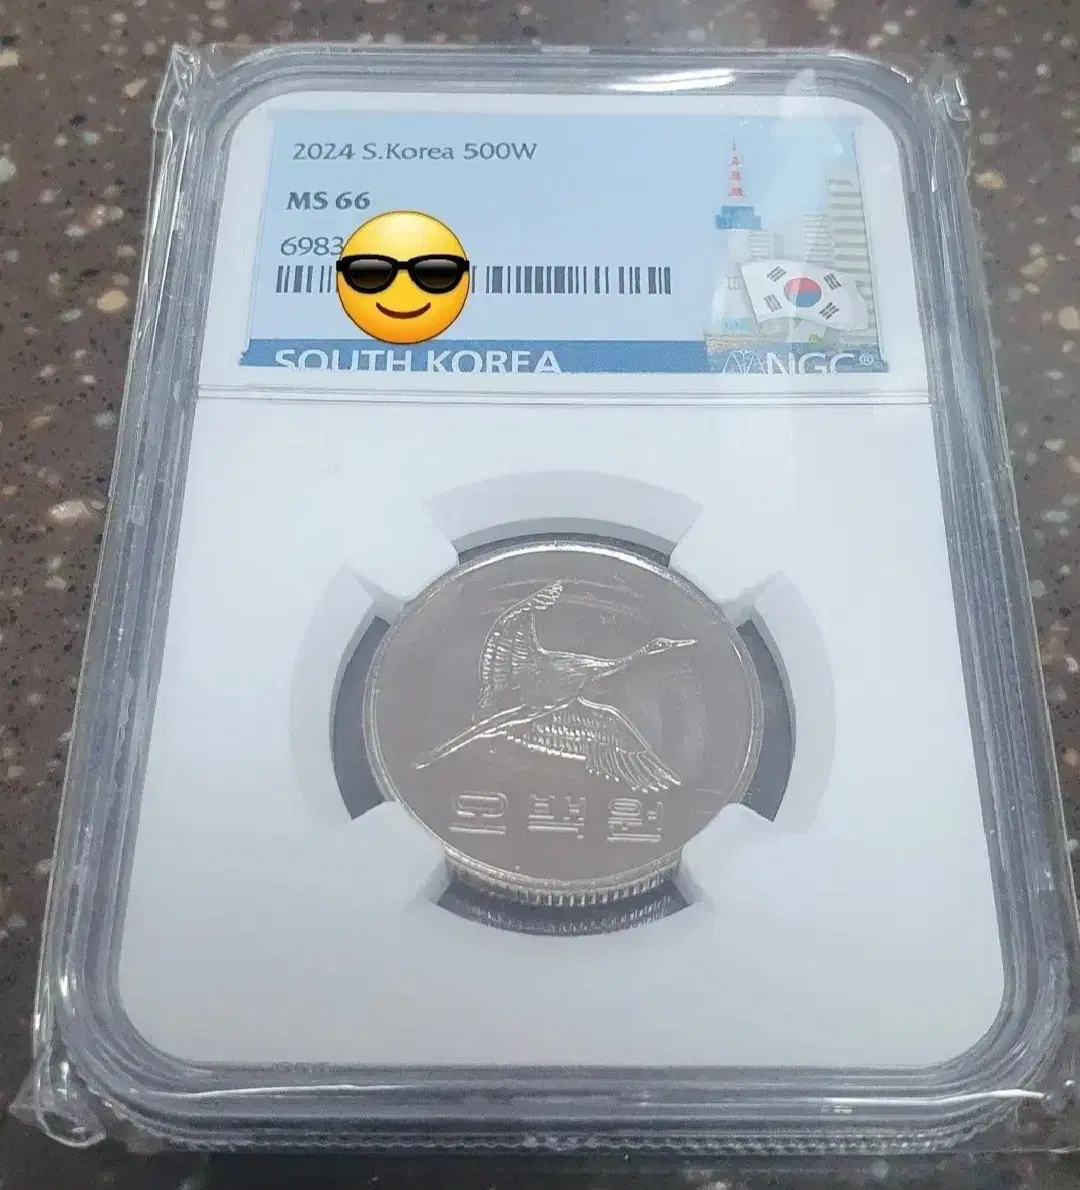 2024 S.Korea 500W
MS 66
6983
SOUTH KOREA
NGC®
오백원